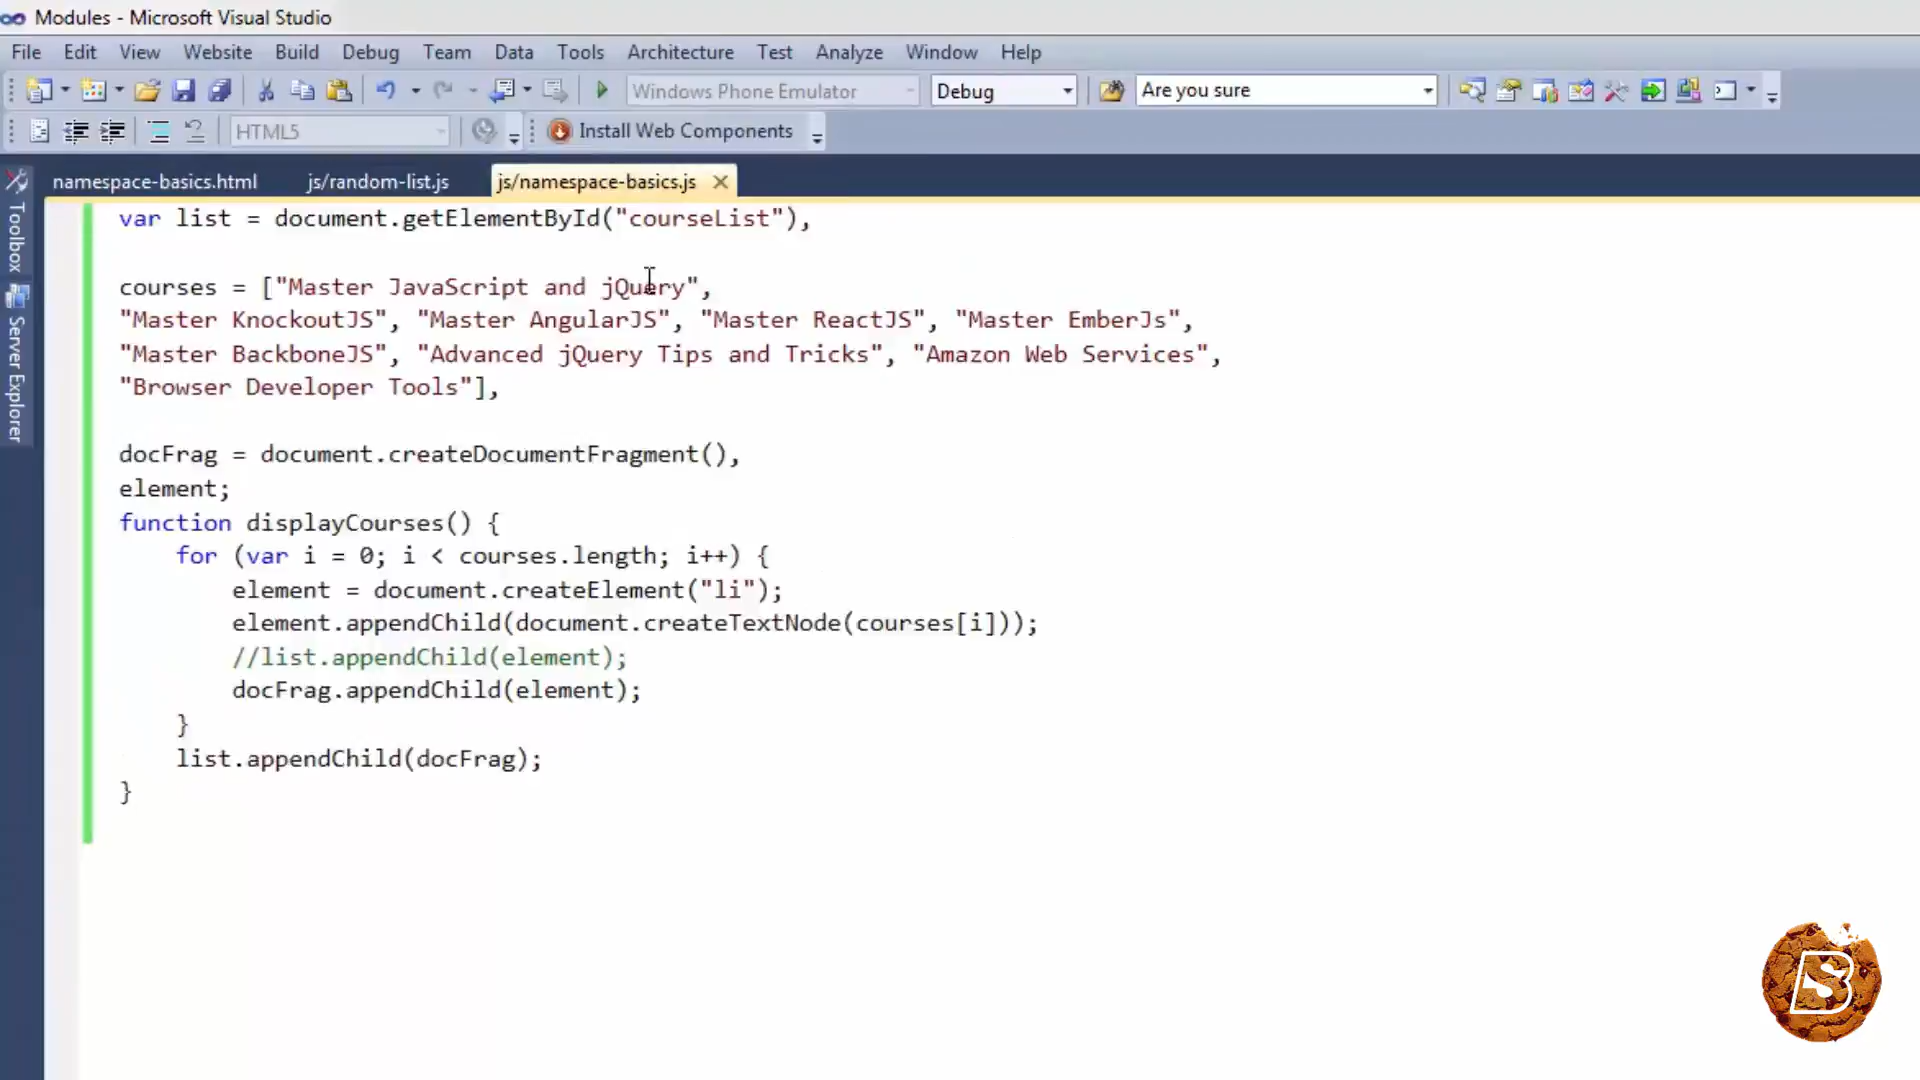 Modules - Microsoft Visual Studio
File Edit View Website Build Debug Team Data Tools Architecture Test Analyze Window Help
Windows Phone Emulator Debug Are you sure
HTML5 Install Web Components
namespace-basics.html js/random-list.js js/namespace-basics.js
Toolbox
Server Explorer
var list = document.getElementById("courseList"),
courses = ["Master JavaScript and jQuery",
"Master KnockoutJS", "Master AngularJS", "Master ReactJS", "Master EmberJs",
"Master BackboneJS", "Advanced jQuery Tips and Tricks", "Amazon Web Services",
"Browser Developer Tools"],
docFrag = document.createDocumentFragment(),
element;
function displayCourses() {
for (var i = 0; i < courses.length; i++) {
element = document.createElement("li");
element.appendChild(document.createTextNode(courses[i]));
//list.appendChild(element);
docFrag.appendChild(element);
}
list.appendChild(docFrag);
}